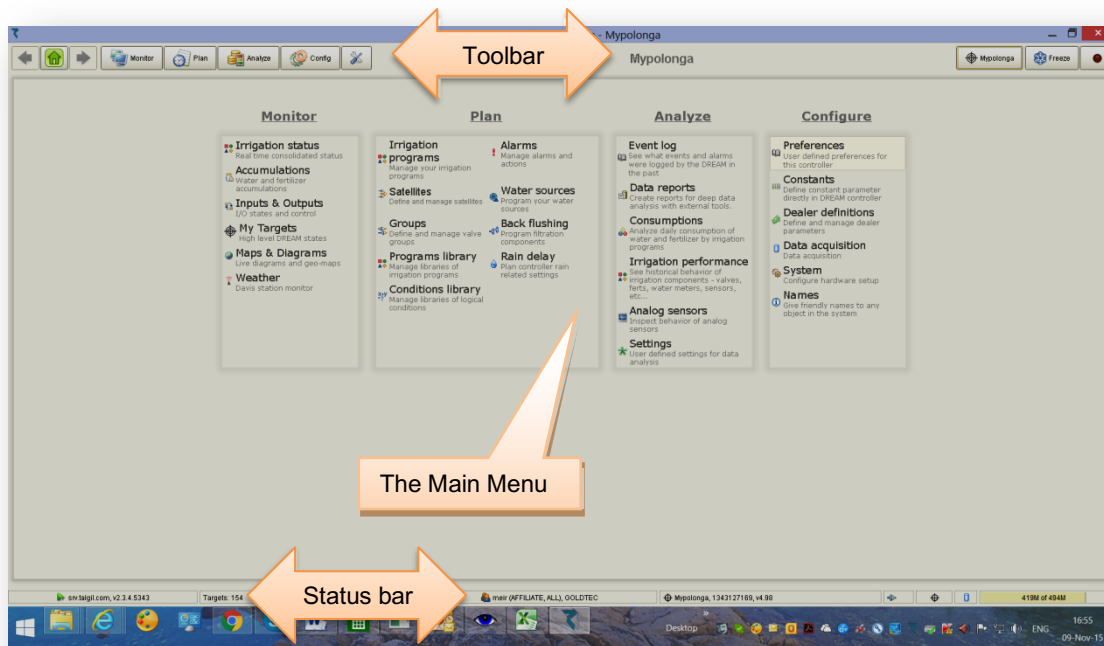 - Mypolonga
Monitor
Plan
Analyze
Config
Toolbar
Mypolonga
Mypolonga
Freeze
Monitor
Irrigation status
Real time consolidated status
Accumulations
Water and fertilizer
accumulations
Inputs & Outputs
I/O states and control
My Targets
High level DREAM states
Maps & Diagrams
Live diagrams and geo-maps
Weather
Davis station monitor
Plan
Irrigation
programs
Manage your irrigation
programs
Satellites
Define and manage satellites
Groups
Define and manage valve
groups
Programs library
Manage libraries of
irrigation programs
Conditions library
Manage libraries of logical
conditions
Alarms
Manage alarms and
actions
Water sources
Program your water
sources
Back flushing
Program filtration
components
Rain delay
Plan controller rain
related settings
Analyze
Event log
See what events and alarms
were logged by the DREAM in
the past
Data reports
Create reports for deep data
analysis with external tools.
Consumptions
Analyze daily consumption of
water and fertilizer by irrigation
programs
Irrigation performance
See historical behavior of
irrigation components - valves,
ferts, water meters, sensors,
etc...
Analog sensors
Inspect behavior of analog
sensors
Settings
User defined settings for data
analysis
Configure
Preferences
User defined preferences for
this controller
Constants
Define constant parameter
directly in DREAM controller
Dealer definitions
Define and manage dealer
parameters
Data acquisition
Data acquisition
System
Configure hardware setup
Names
Give friendly names to any
object in the system
The Main Menu
srv.talgil.com, v2.3.4.5343
Targets: 154
Status bar
meir (AFFILIATE, ALL), GOLDTEC
Mypolonga, 1343127169, v4.98
419M of 494M
Desktop
ENG
16:55
09-Nov-15